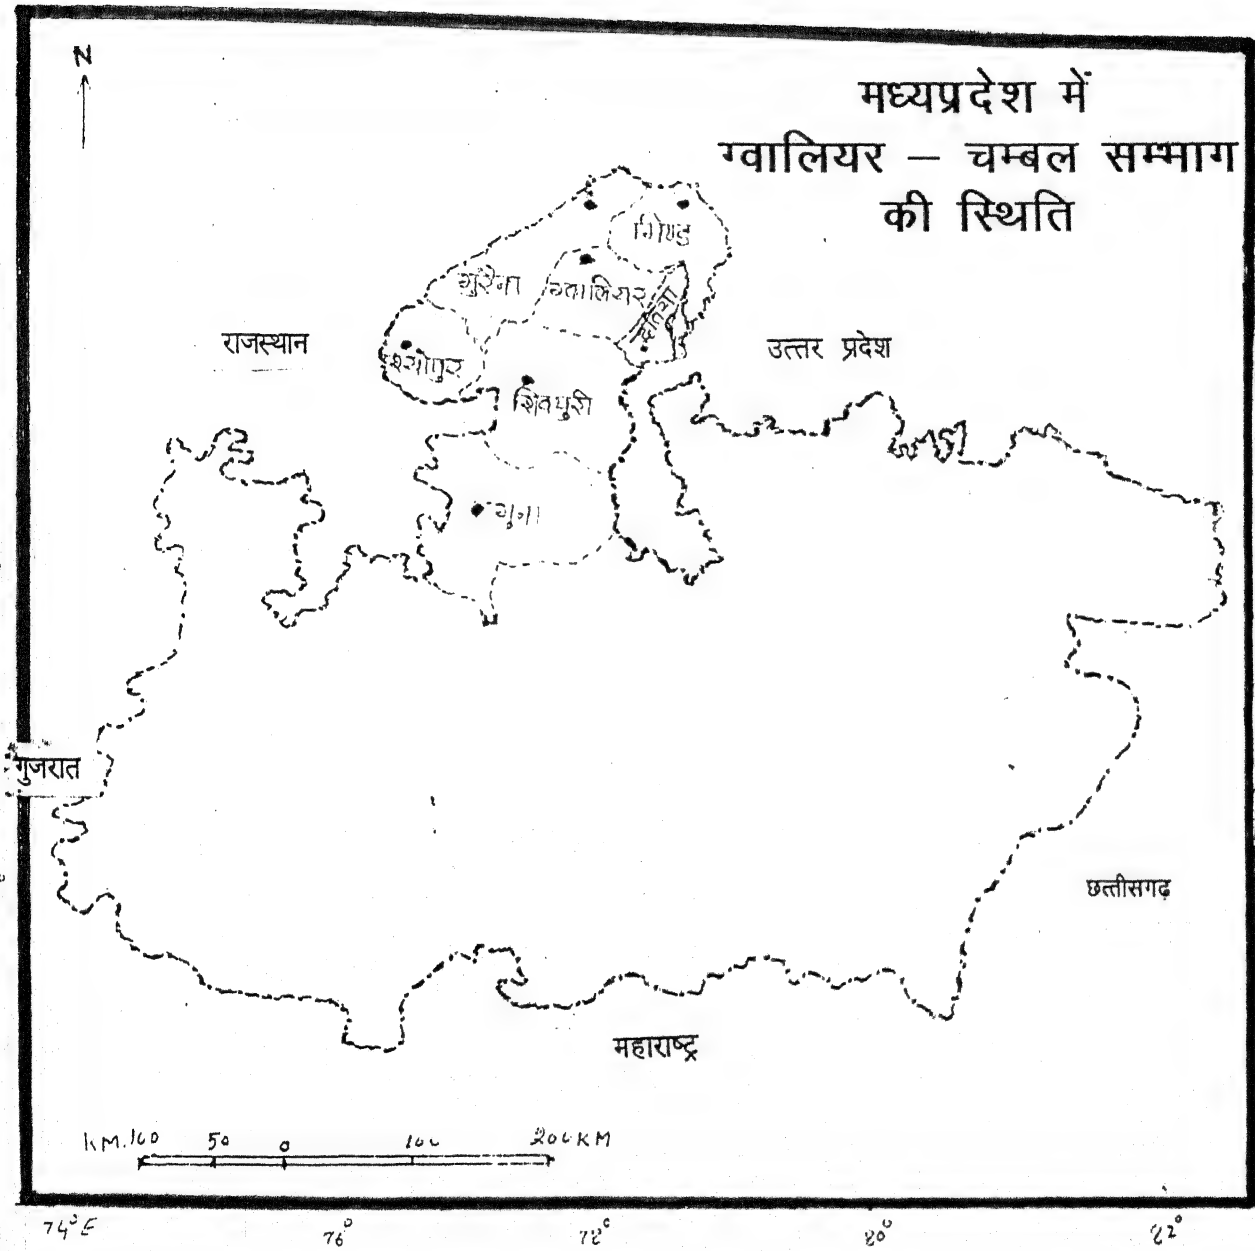 N
मध्यप्रदेश में
ग्वालियर – चम्बल सम्भाग
की स्थिति
भिण्ड
मुरैना
ग्वालियर
दतिया
राजस्थान
उत्तर प्रदेश
श्योपुर
शिवपुरी
गुना
गुजरात
छत्तीसगढ़
महाराष्ट्र
KM.100 50 0 100 200KM
74°E 76° 78° 80° 82°